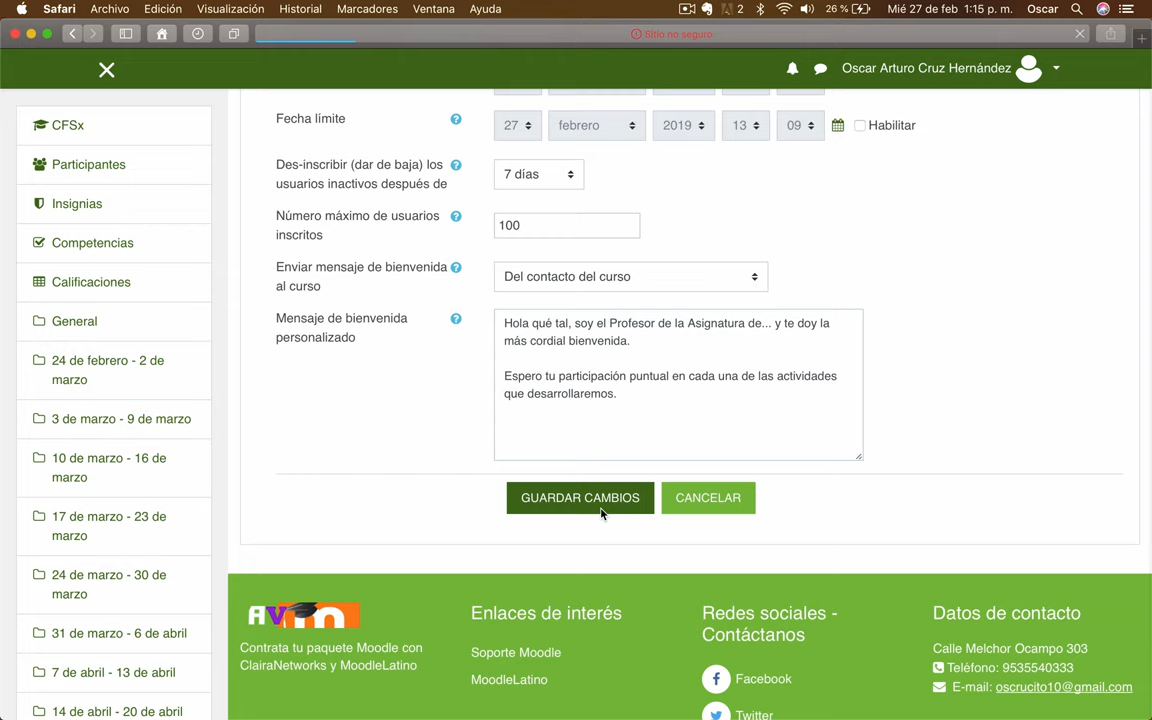 Safari Archivo Edición Visualización Historial Marcadores Ventana Ayuda 2 26 % Mié 27 de feb 1:15 p. m. Oscar
Sitio no seguro
Oscar Arturo Cruz Hernández
CFSx
Participantes
Insignias
Competencias
Calificaciones
General
24 de febrero - 2 de
marzo
3 de marzo - 9 de marzo
10 de marzo - 16 de
marzo
17 de marzo - 23 de
marzo
24 de marzo - 30 de
marzo
31 de marzo - 6 de abril
7 de abril - 13 de abril
14 de abril - 20 de abril
Fecha límite 27 febrero 2019 13 09 Habilitar
Des-inscribir (dar de baja) los
usuarios inactivos después de
7 días
Número máximo de usuarios
inscritos
100
Enviar mensaje de bienvenida
al curso
Del contacto del curso
Mensaje de bienvenida
personalizado
Hola qué tal, soy el Profesor de la Asignatura de... y te doy la
más cordial bienvenida.
Espero tu participación puntual en cada una de las actividades
que desarrollaremos.
GUARDAR CAMBIOS CANCELAR
Contrata tu paquete Moodle con
ClairaNetworks y MoodleLatino
Enlaces de interés
Soporte Moodle
MoodleLatino
Redes sociales -
Contáctanos
Facebook
Twitter
Datos de contacto
Calle Melchor Ocampo 303
Teléfono: 9535540333
E-mail: oscrucito10@gmail.com